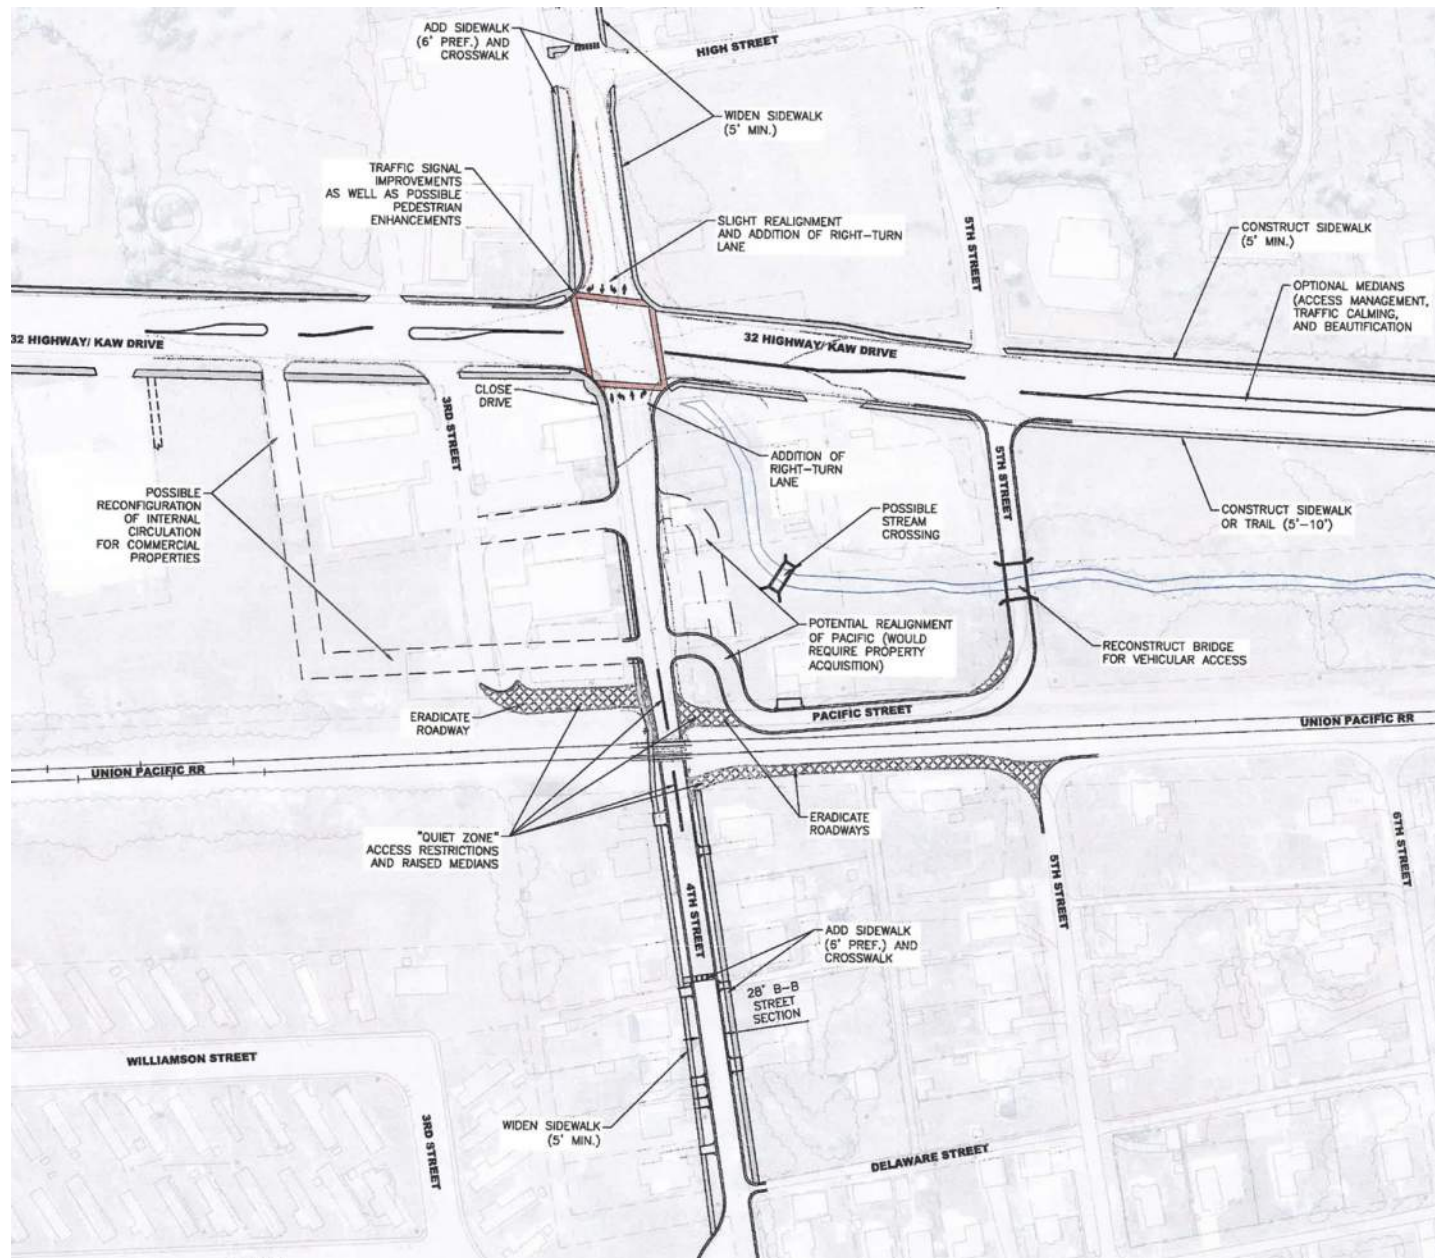 ADD SIDEWALK
(6' PREF.) AND
CROSSWALK
HIGH STREET
WIDEN SIDEWALK
(5' MIN.)
TRAFFIC SIGNAL
IMPROVEMENTS
AS WELL AS POSSIBLE
PEDESTRIAN
ENHANCEMENTS
SLIGHT REALIGNMENT
AND ADDITION OF RIGHT-TURN
LANE
5TH STREET
CONSTRUCT SIDEWALK
(5' MIN.)
OPTIONAL MEDIANS
(ACCESS MANAGEMENT,
TRAFFIC CALMING,
AND BEAUTIFICATION
32 HIGHWAY/ KAW DRIVE
32 HIGHWAY/ KAW DRIVE
CLOSE
DRIVE
3RD STREET
ADDITION OF
RIGHT-TURN
LANE
5TH STREET
POSSIBLE
RECONFIGURATION
OF INTERNAL
CIRCULATION
FOR COMMERCIAL
PROPERTIES
POSSIBLE
STREAM
CROSSING
CONSTRUCT SIDEWALK
OR TRAIL (5'-10')
POTENTIAL REALIGNMENT
OF PACIFIC (WOULD
REQUIRE PROPERTY
ACQUISITION)
RECONSTRUCT BRIDGE
FOR VEHICULAR ACCESS
ERADICATE
ROADWAY
PACIFIC STREET
UNION PACIFIC RR
UNION PACIFIC RR
"QUIET ZONE"
ACCESS RESTRICTIONS
AND RAISED MEDIANS
ERADICATE
ROADWAYS
6TH STREET
5TH STREET
4TH STREET
ADD SIDEWALK
(6' PREF.) AND
CROSSWALK
28' B-B
STREET
SECTION
WILLIAMSON STREET
3RD STREET
WIDEN SIDEWALK
(5' MIN.)
DELAWARE STREET